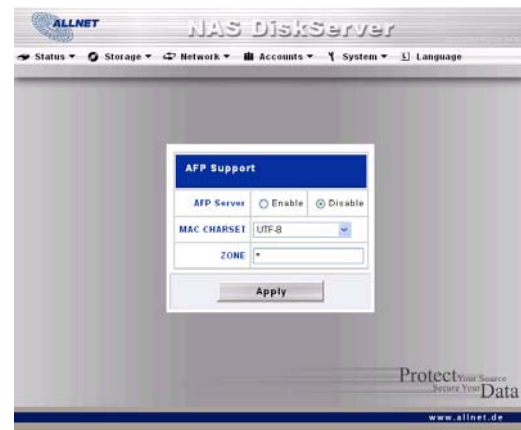 ALLNET
NAS DiskServer
Status Storage Network Accounts System Language
AFP Support
AFP Server Enable Disable
MAC CHARSET UTF-8
ZONE *
Apply
Protect Your Source
Secure Your Data
www.allnet.de